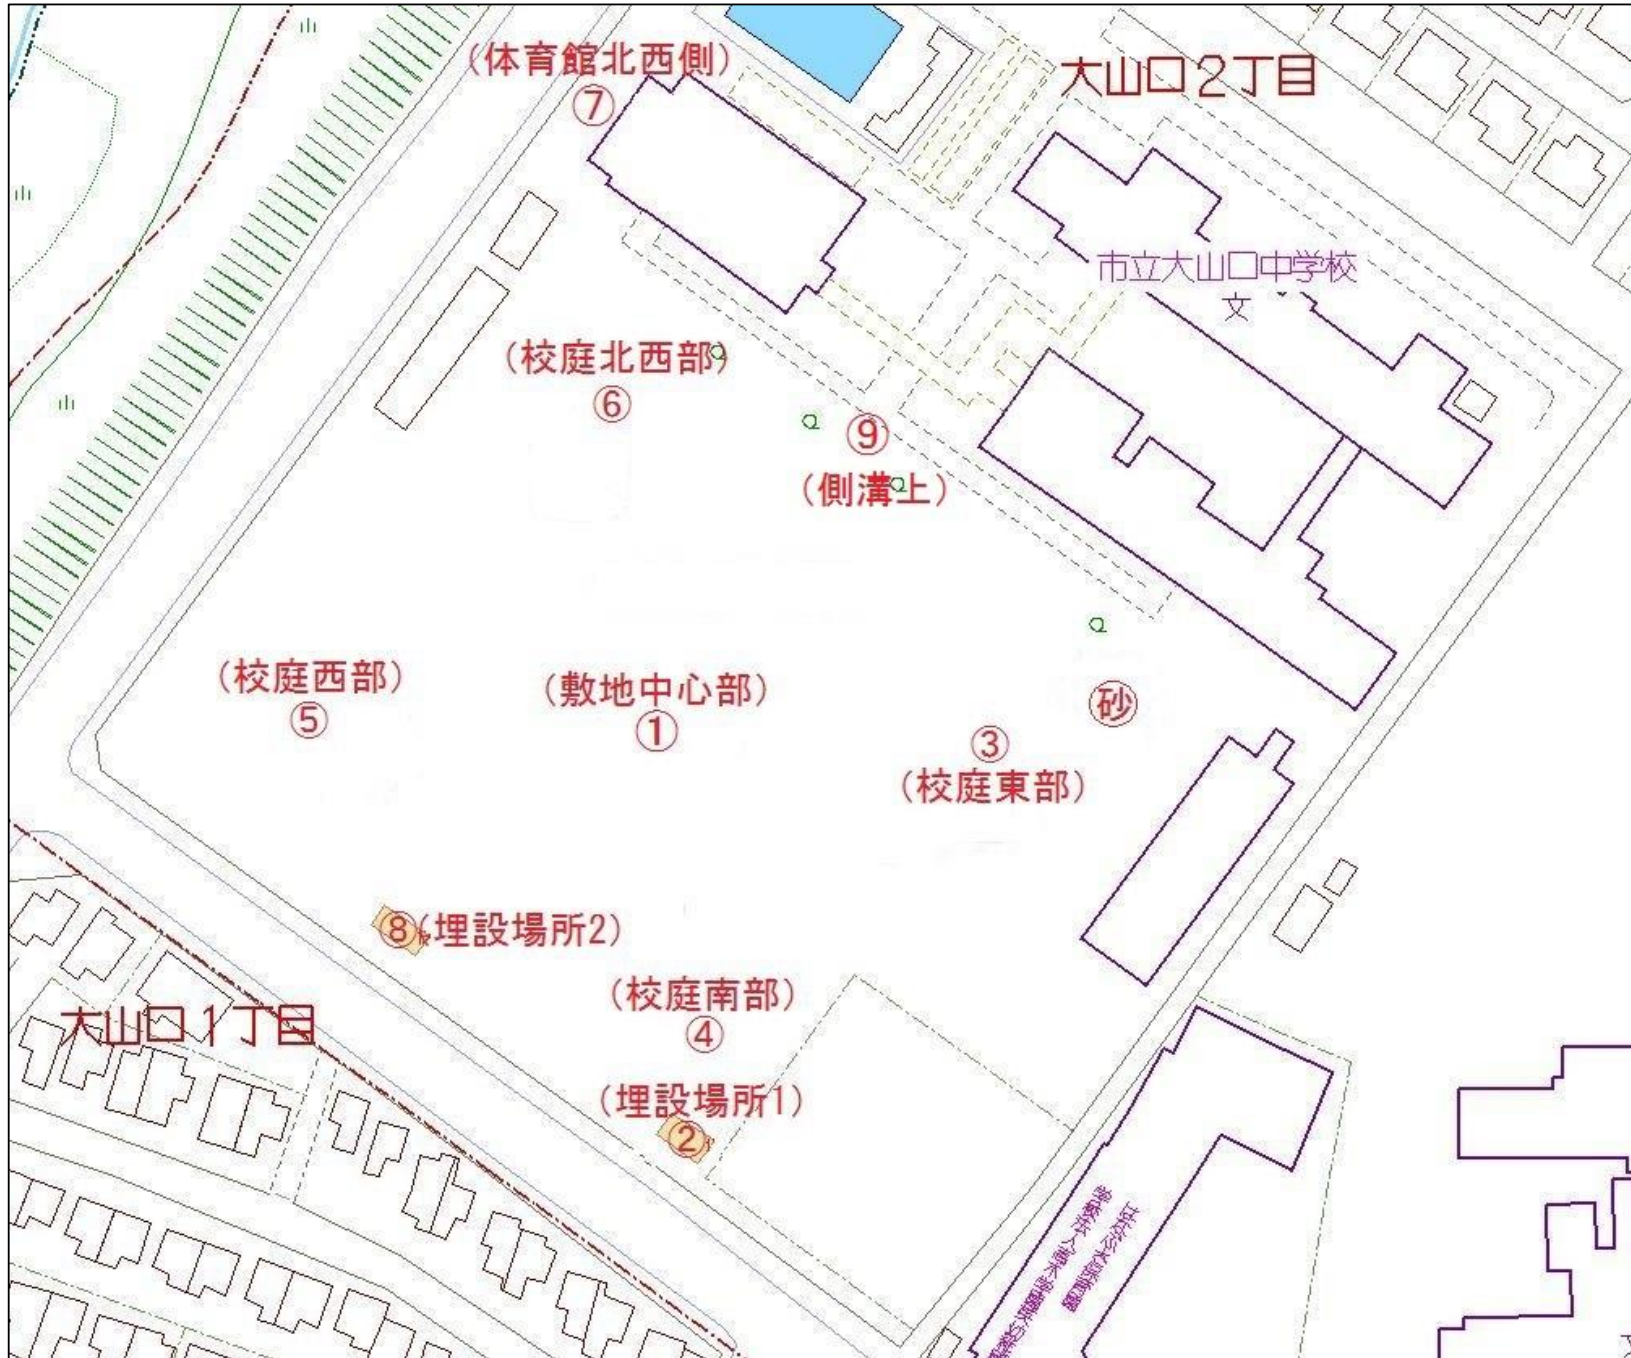 (体育館北西側)
⑦
大山口2丁目
市立大山口中学校
文
(校庭北西部)
⑥
⑨
(側溝上)
(校庭西部)
⑤
(敷地中心部)
①
砂
③
(校庭東部)
⑧(埋設場所2)
(校庭南部)
④
大山口1丁目
(埋設場所1)
②